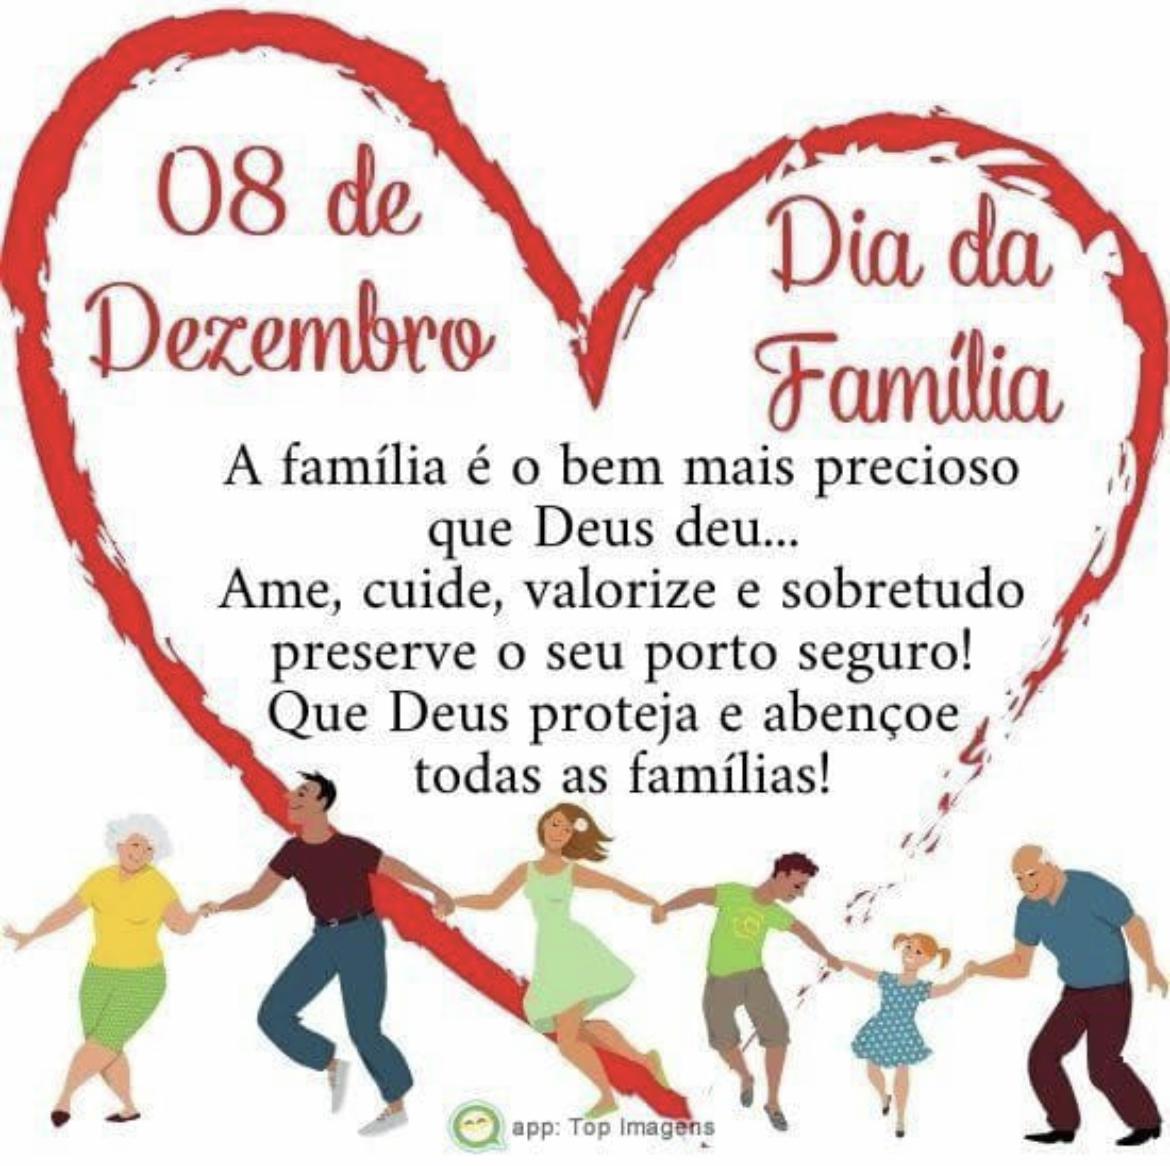 08 de
Dezembro
Dia da
Família
A família é o bem mais precioso
que Deus deu...
Ame, cuide, valorize e sobretudo
preserve o seu porto seguro!
Que Deus proteja e abençoe
todas as famílias!
app: Top Imagens